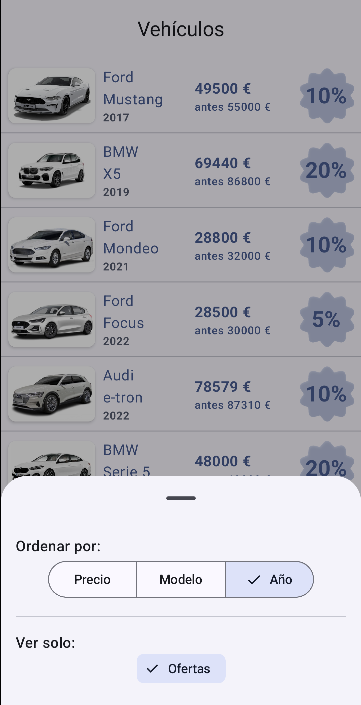 Vehículos
Ford
Mustang
2017
49500 €
antes 55000 €
10%
BMW
X5
2019
69440 €
antes 86800 €
20%
Ford
Mondeo
2021
28800 €
antes 32000 €
10%
Ford
Focus
2022
28500 €
antes 30000 €
5%
Audi
e-tron
2022
78579 €
antes 87310 €
10%
BMW
Serie 5
48000 €
20%
Ordenar por:
Precio
Modelo
Año
Ver solo:
Ofertas